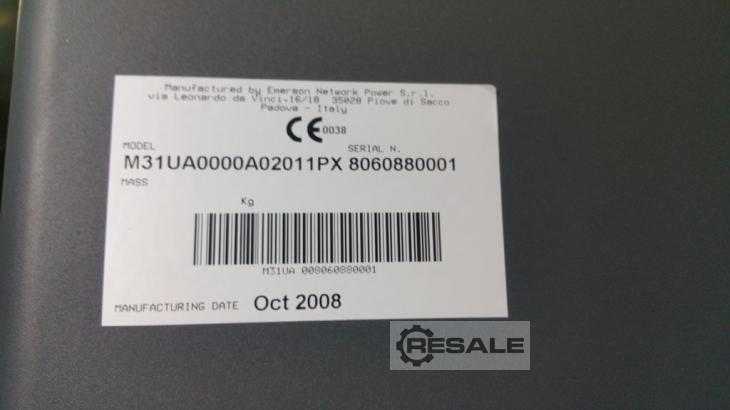 Manufactured by Emerson Network Power S.r.l.
via Leonardo da Vinci,16/18 35028 Piove di Sacco
Padova - Italy
CE 0038
MODEL SERIAL N.
M31UA0000A02011PX 8060880001
MASS
Kg
M31UA 008060880001
MANUFACTURING DATE Oct 2008
RESALE